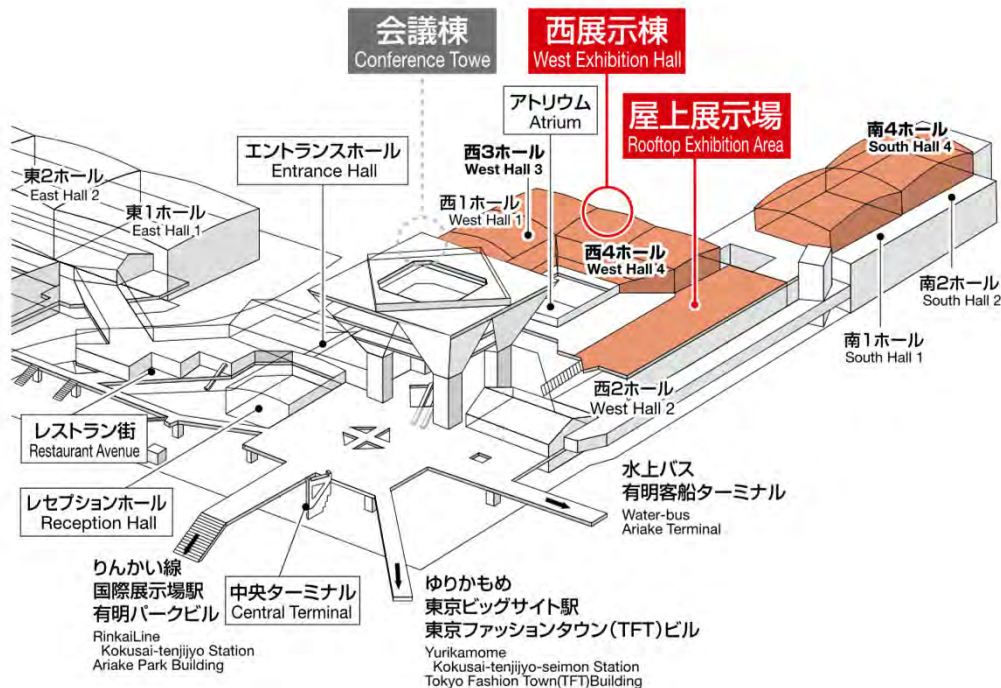 会議棟
Conference Towe
西展示棟
West Exhibition Hall
アトリウム
Atrium
屋上展示場
Rooftop Exhibition Area
南4ホール
South Hall 4
東2ホール
East Hall 2
エントランスホール
Entrance Hall
西3ホール
West Hall 3
東1ホール
East Hall 1
西1ホール
West Hall 1
西4ホール
West Hall 4
南2ホール
South Hall 2
南1ホール
South Hall 1
西2ホール
West Hall 2
レストラン街
Restaurant Avenue
レセプションホール
Reception Hall
水上バス
有明客船ターミナル
Water-bus
Ariake Terminal
りんかい線
国際展示場駅
有明パークビル
RinkaiLine
Kokusai-tenjijyo Station
Ariake Park Building
中央ターミナル
Central Terminal
ゆりかもめ
東京ビッグサイト駅
東京ファッションタウン(TFT)ビル
Yurikamome
Kokusai-tenjijyo-seimon Station
Tokyo Fashion Town(TFT)Building